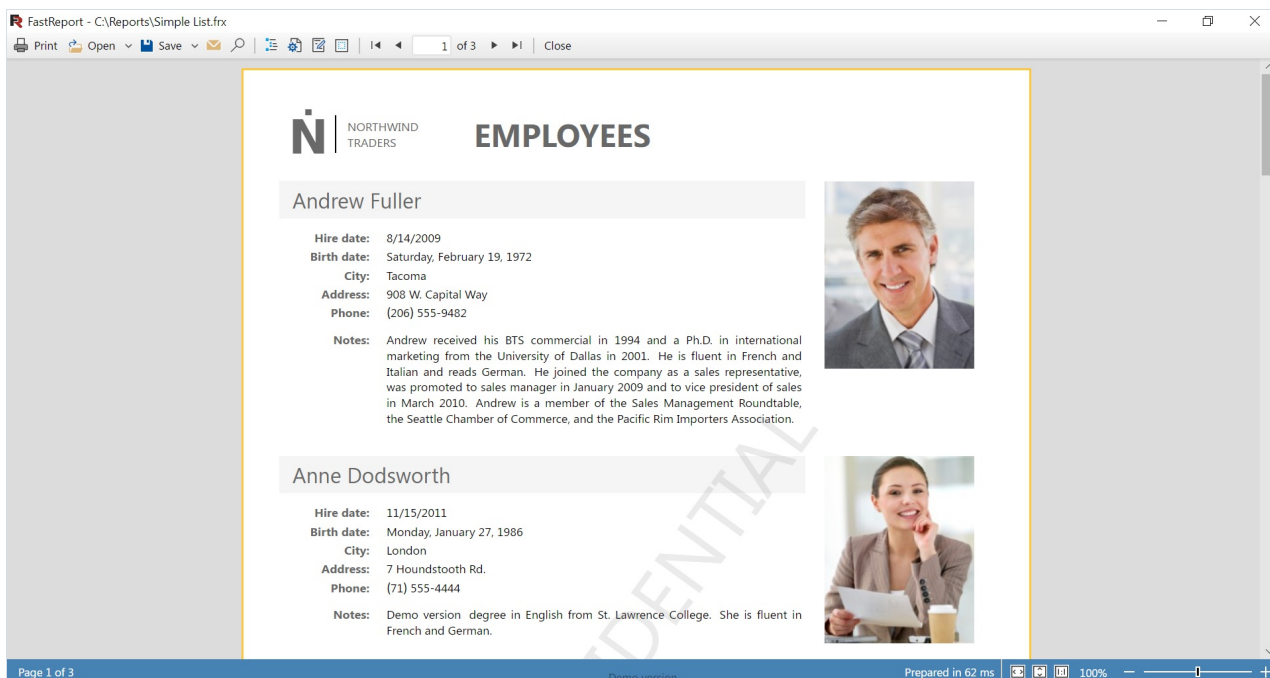 FastReport - C:\Reports\Simple List.frx
Print Open Save 1 of 3 Close
NORTHWIND
TRADERS
EMPLOYEES
Andrew Fuller
Hire date: 8/14/2009
Birth date: Saturday, February 19, 1972
City: Tacoma
Address: 908 W. Capital Way
Phone: (206) 555-9482
Notes: Andrew received his BTS commercial in 1994 and a Ph.D. in international
marketing from the University of Dallas in 2001. He is fluent in French and
Italian and reads German. He joined the company as a sales representative,
was promoted to sales manager in January 2009 and to vice president of sales
in March 2010. Andrew is a member of the Sales Management Roundtable,
the Seattle Chamber of Commerce, and the Pacific Rim Importers Association.
Anne Dodsworth
Hire date: 11/15/2011
Birth date: Monday, January 27, 1986
City: London
Address: 7 Houndstooth Rd.
Phone: (71) 555-4444
Notes: Demo version degree in English from St. Lawrence College. She is fluent in
French and German.
IDENTIAL
Page 1 of 3
Demo version
Prepared in 62 ms 1:1 100%